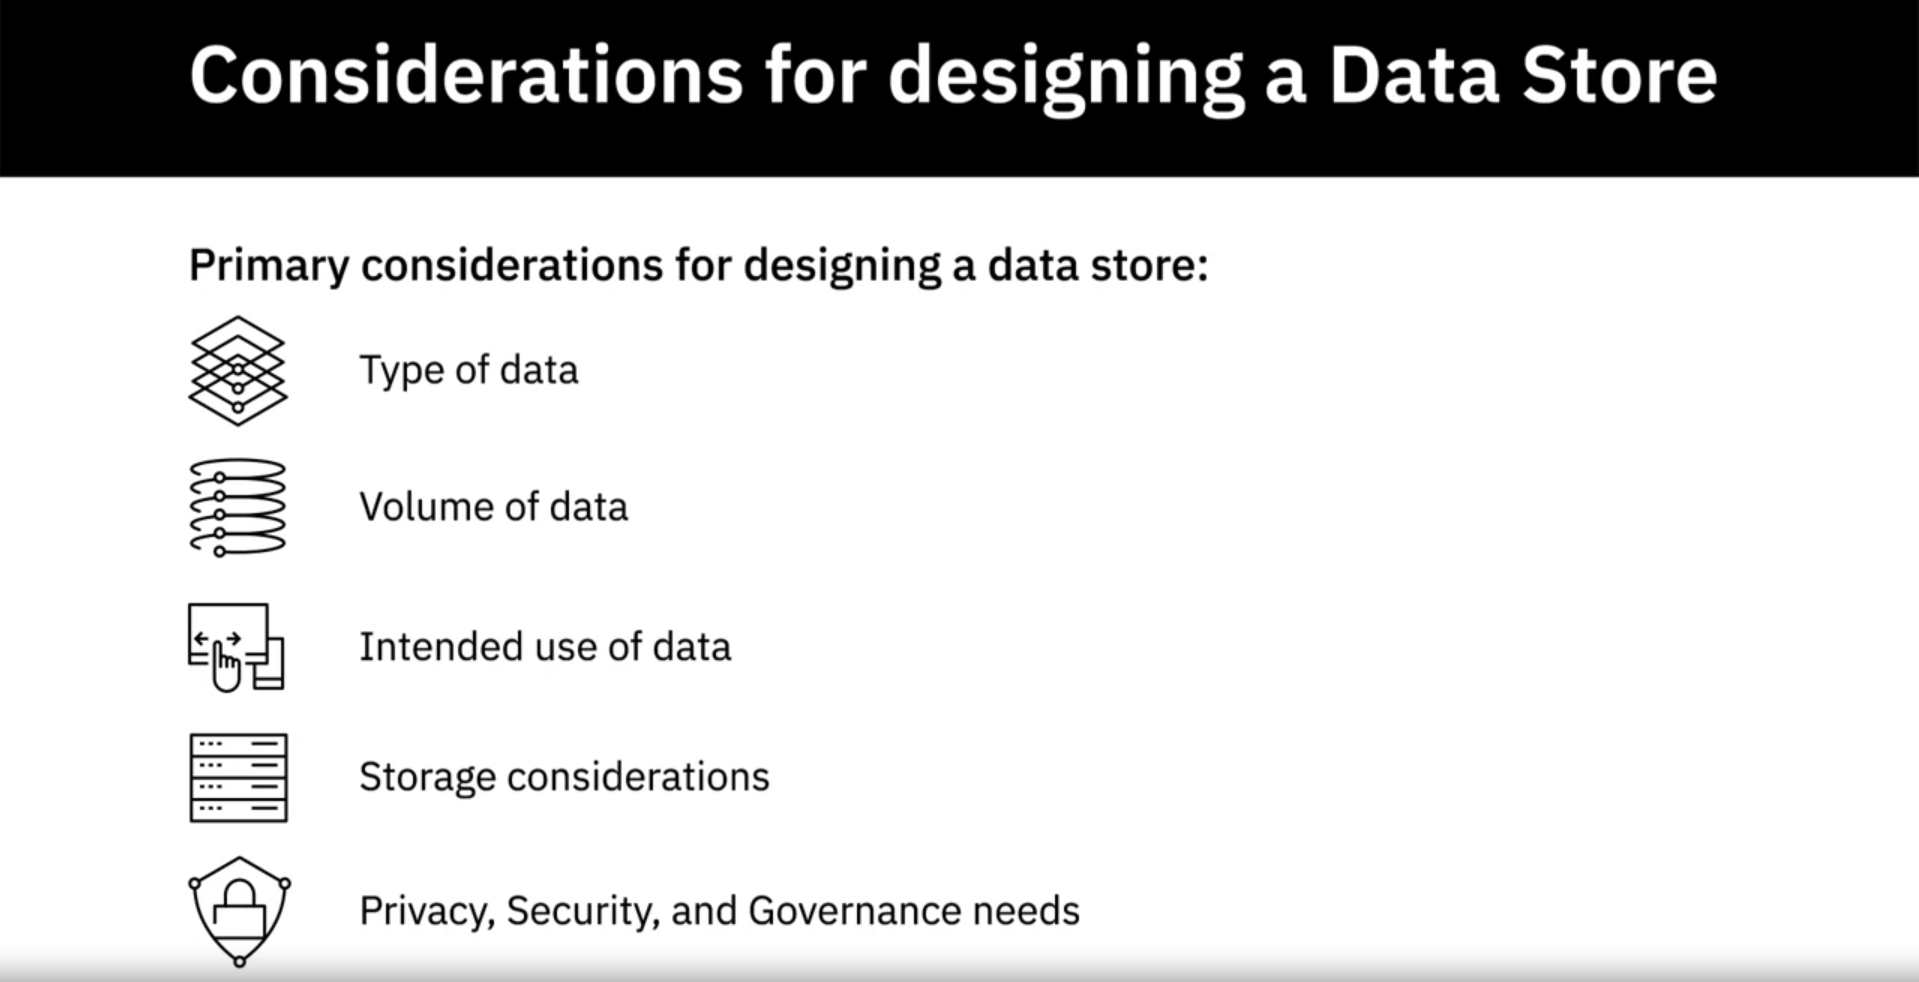 Considerations for designing a Data Store
Primary considerations for designing a data store:
Type of data
Volume of data
Intended use of data
Storage considerations
Privacy, Security, and Governance needs